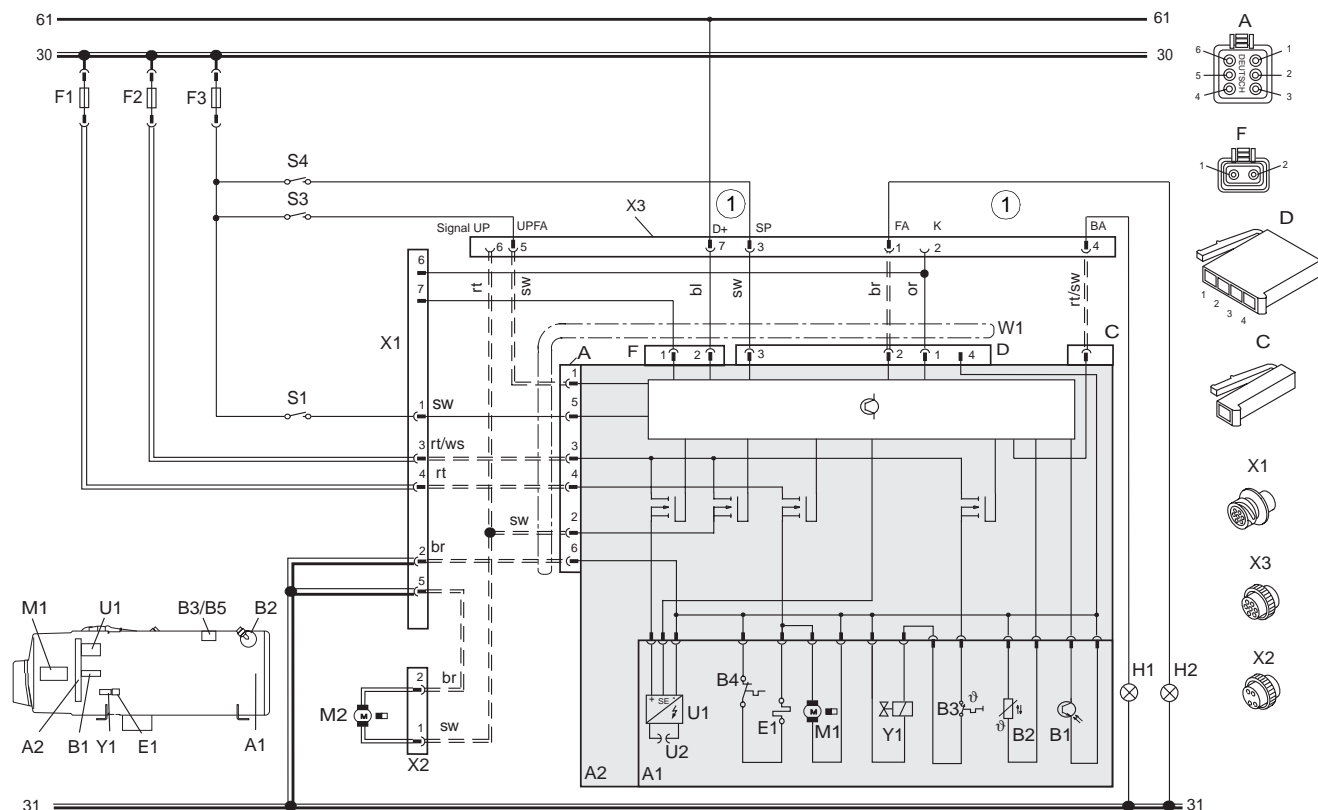 61
61
30
30
F1
F2
F3
S4
S3
S1
X3
1
1
Signal UP
UPFA
D+
SP
FA
K
BA
6
5
7
3
1
2
4
rt
sw
bl
sw
br
or
rt/sw
W1
X1
6
7
1
sw
3
rt/ws
4
rt
2
br
5
sw
A
1
5
3
4
2
6
F
1
2
3
2
1
4
D
C
M2
2
br
1
sw
X2
+ SE -
U1
U2
B4
E1
M
M1
Y1
B3
ϑ
ϑ
B2
B1
M
A2
A1
H1
H2
M1
U1
B3/B5
B2
A2
B1
Y1
E1
A1
31
31
A
6
5
4
DEUTSCH
1
2
3
F
1
2
D
1
2
3
4
C
X1
X3
X2